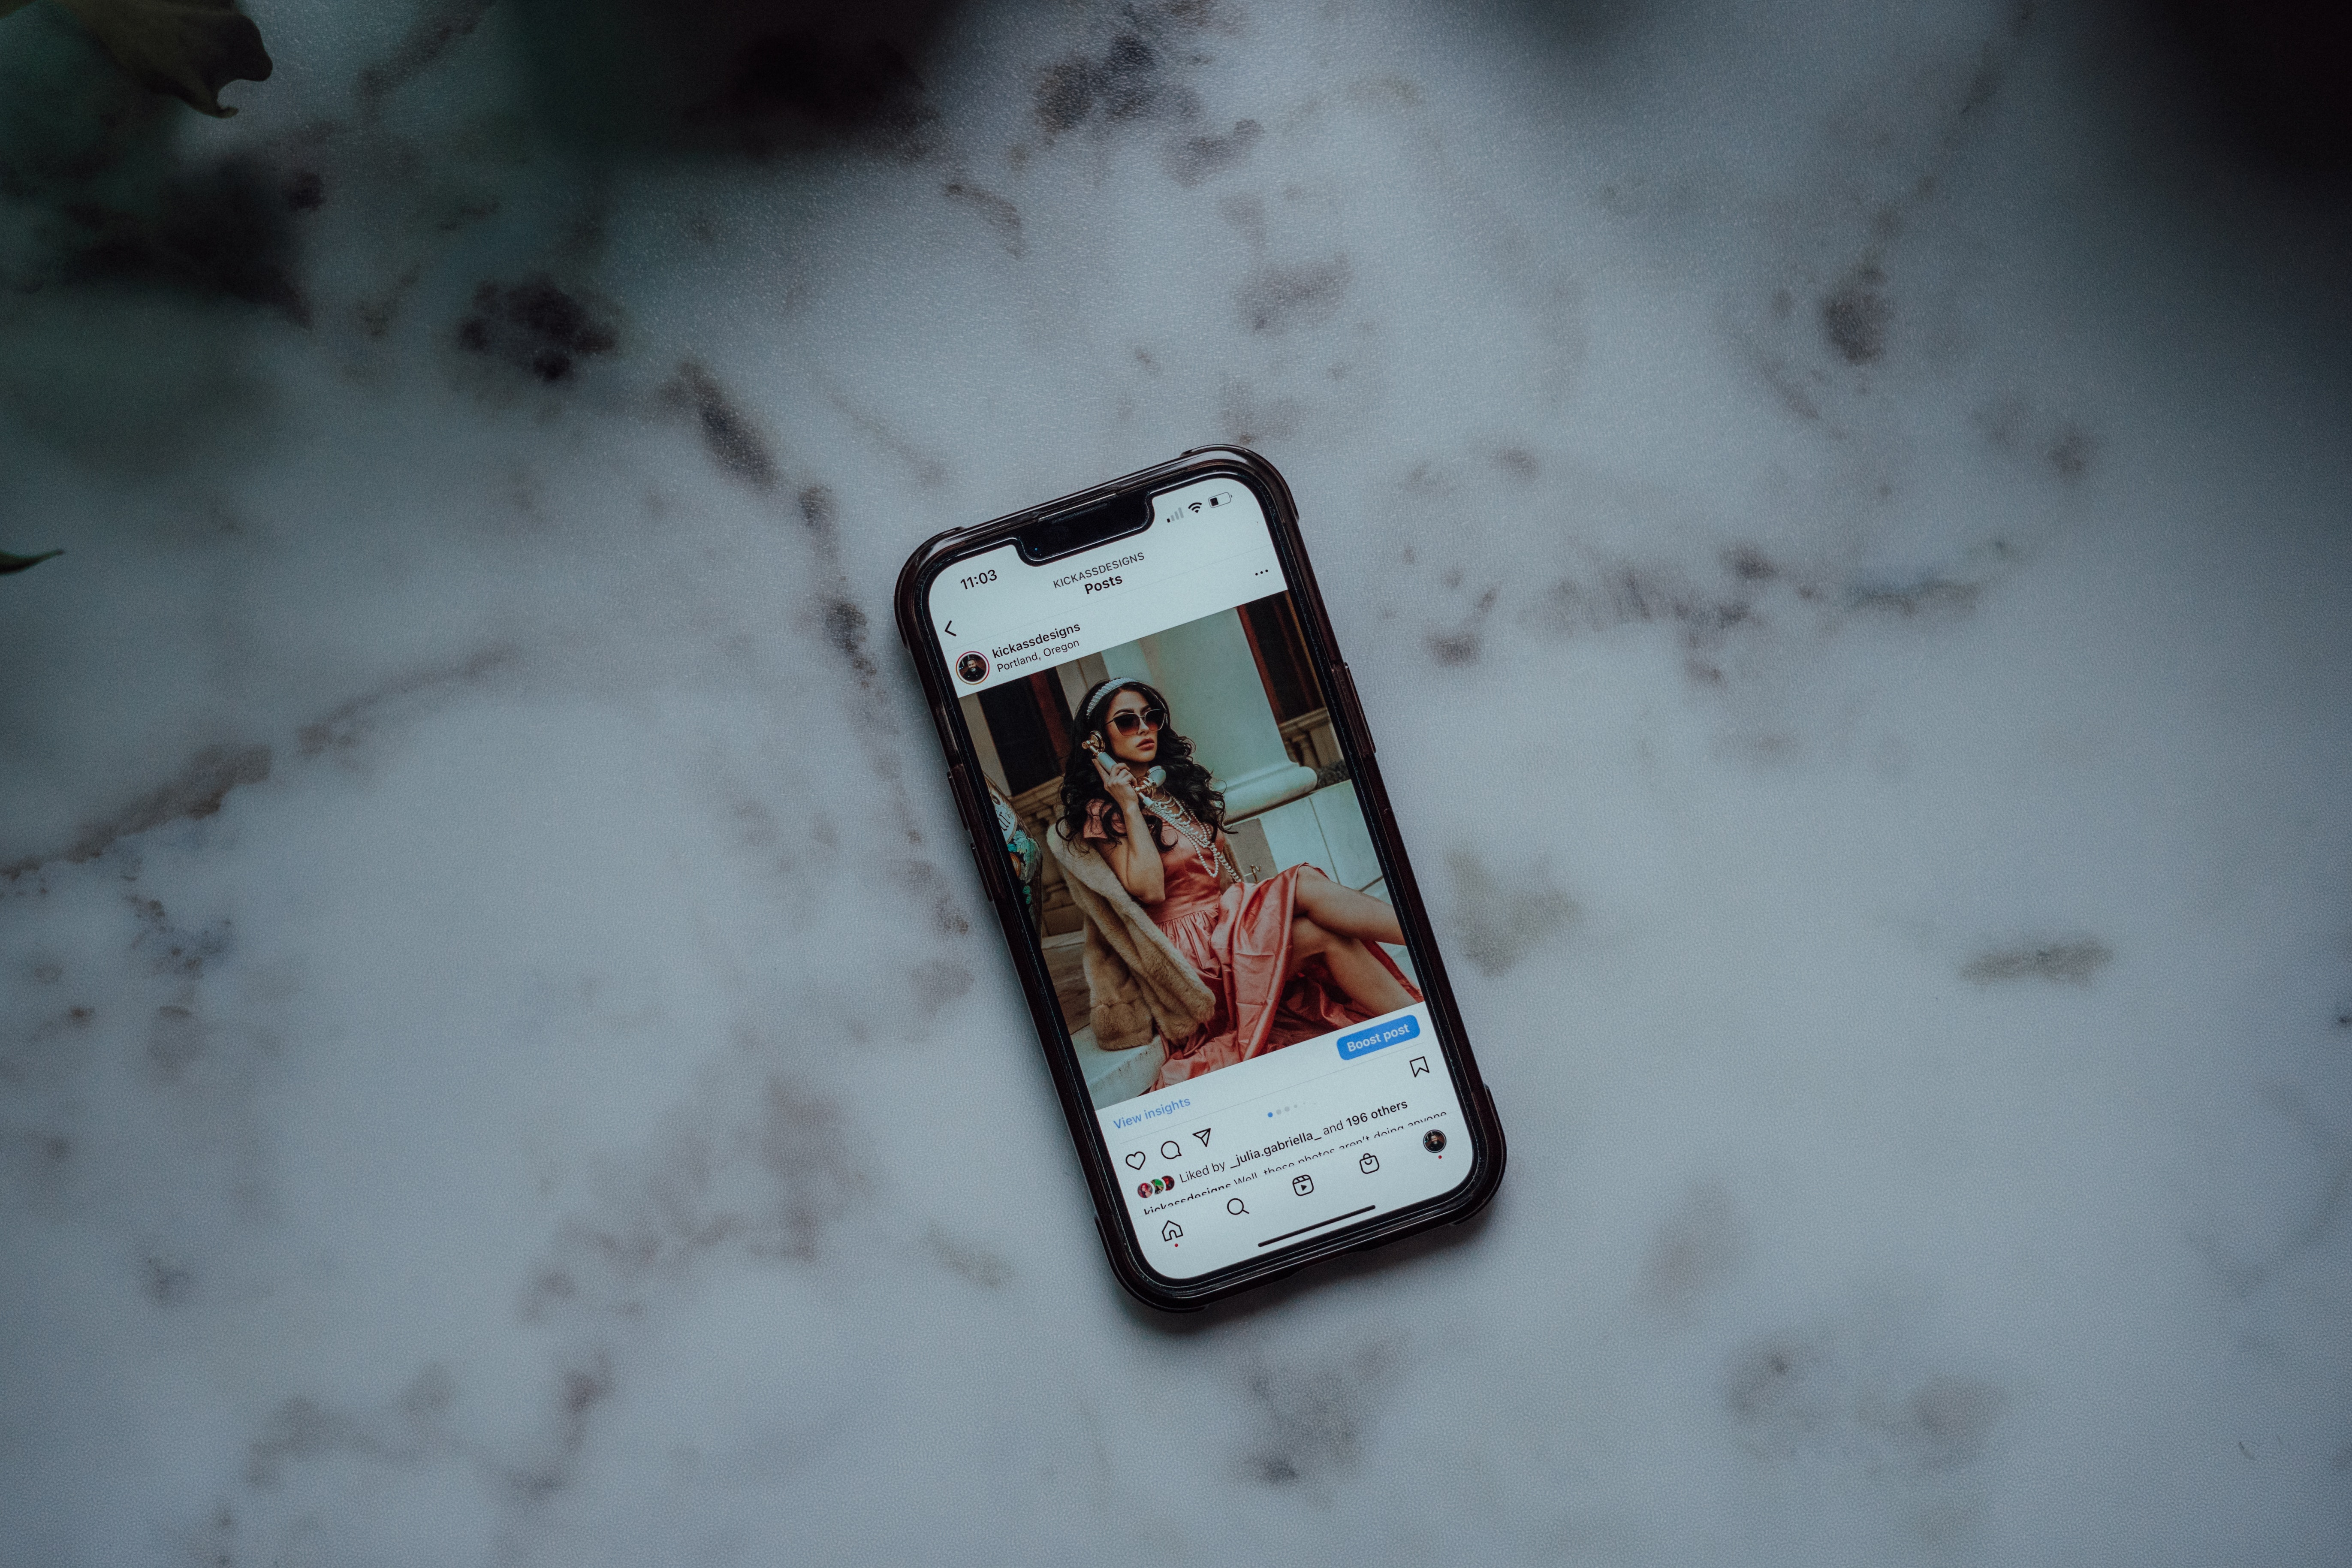 11:03
KICKASSDESIGNS
Posts
kickassdesigns
Portland, Oregon
Boost post
View insights
Liked by _julia.gabriella_ and 196 others
kickassdesigns Well, these photos aren't doing anyone